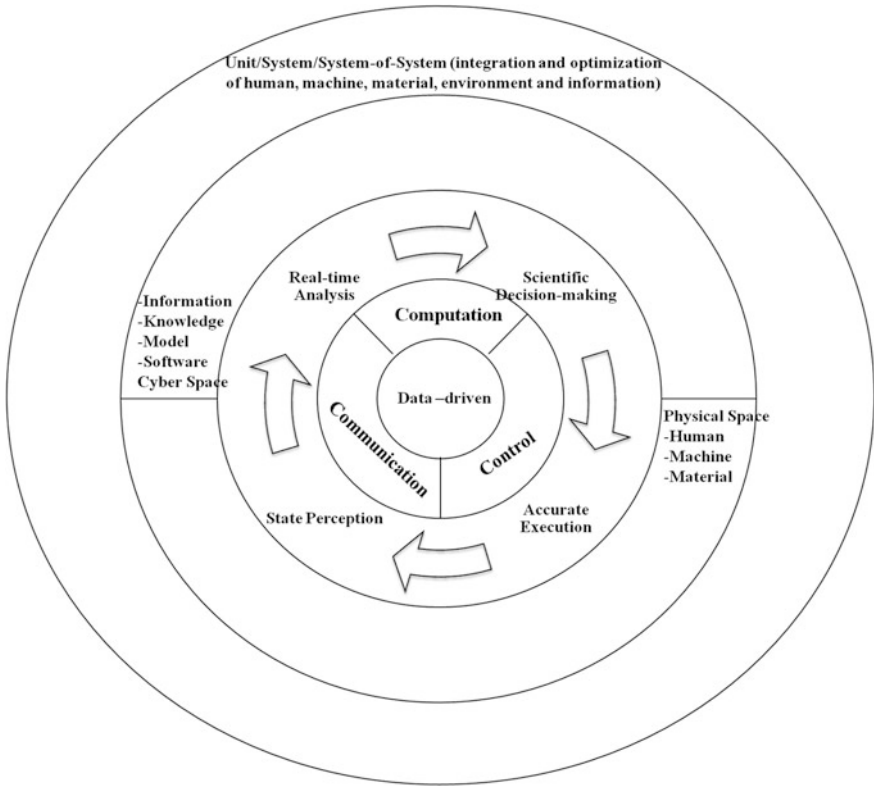 Unit/System/System-of-System (integration and optimization
of human, machine, material, environment and information)
Real-time
Analysis
Scientific
Decision-making
-Information
-Knowledge
-Model
-Software
Cyber Space
Computation
Data –driven
Communication
Control
Physical Space
-Human
-Machine
-Material
State Perception
Accurate
Execution